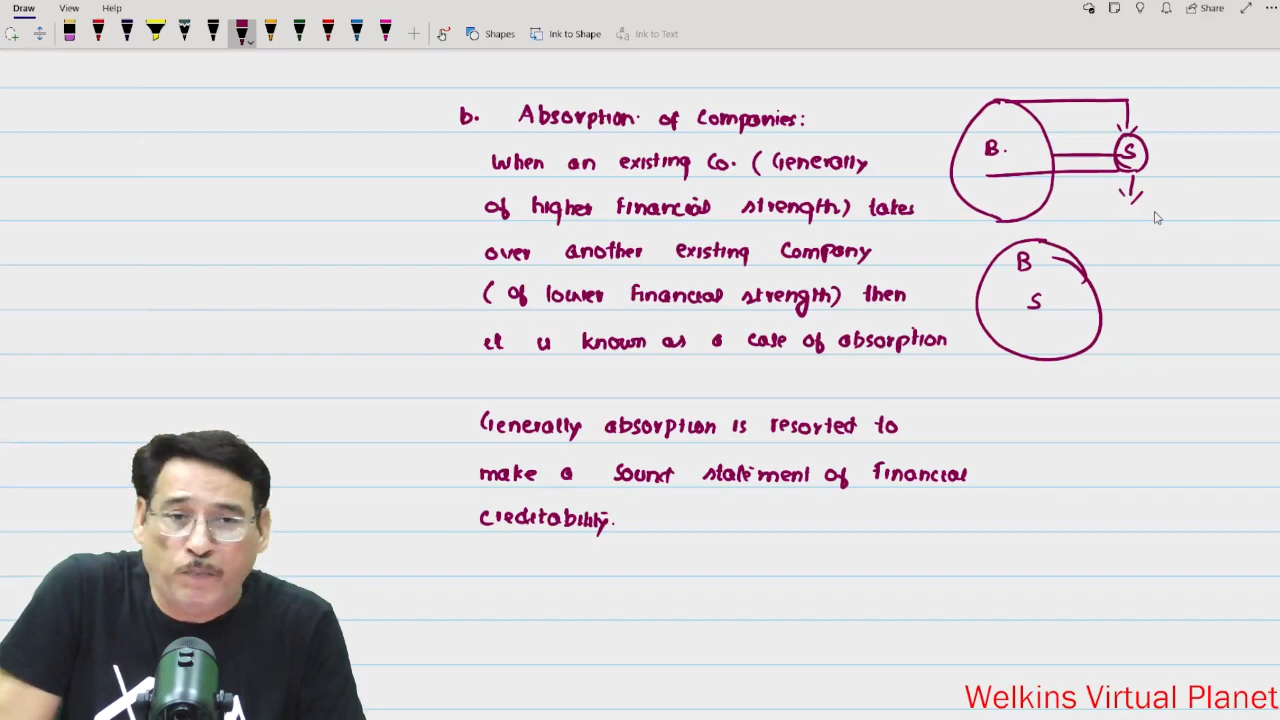 Draw View Help
Share
Shapes Ink to Shape Ink to Text
b. Absorption of Companies:
When an existing Co. (Generally
of higher financial strength) takes
over another existing Company
(of lower financial strength) then
it is known as a case of absorption
Generally absorption is resorted to
make a sound statement of financial
creditability.
B. S
B
S
Welkins Virtual Planet